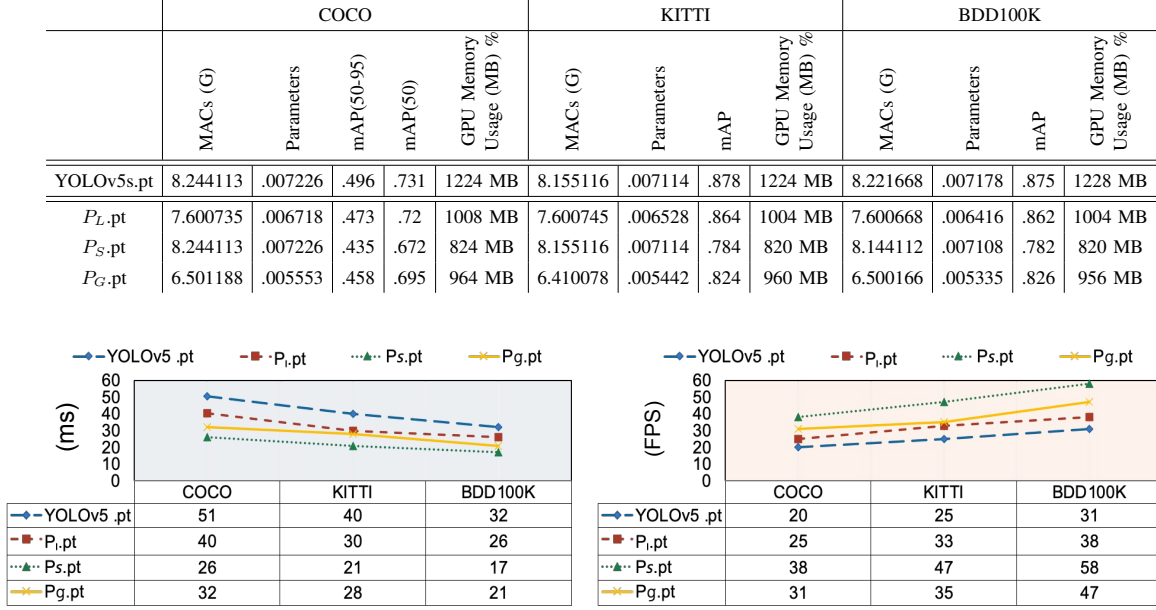 COCO KITTI BDD100K
MACs (G) Parameters mAP(50-95) mAP(50) GPU Memory Usage (MB) % MACs (G) Parameters mAP GPU Memory Usage (MB) % MACs (G) Parameters mAP GPU Memory Usage (MB) %
YOLOv5s.pt 8.244113 .007226 .496 .731 1224 MB 8.155116 .007114 .878 1224 MB 8.221668 .007178 .875 1228 MB
P_L.pt 7.600735 .006718 .473 .72 1008 MB 7.600745 .006528 .864 1004 MB 7.600668 .006416 .862 1004 MB
P_S.pt 8.244113 .007226 .435 .672 824 MB 8.155116 .007114 .784 820 MB 8.144112 .007108 .782 820 MB
P_G.pt 6.501188 .005553 .458 .695 964 MB 6.410078 .005442 .824 960 MB 6.500166 .005335 .826 956 MB
YOLOv5 .pt P_l.pt Ps.pt Pg.pt
(ms)
60
50
40
30
20
10
0
COCO KITTI BDD100K
YOLOv5 .pt 51 40 32
P_l.pt 40 30 26
Ps.pt 26 21 17
Pg.pt 32 28 21
YOLOv5 .pt P_l.pt Ps.pt Pg.pt
(FPS)
60
50
40
30
20
10
0
COCO KITTI BDD100K
YOLOv5 .pt 20 25 31
P_l.pt 25 33 38
Ps.pt 38 47 58
Pg.pt 31 35 47